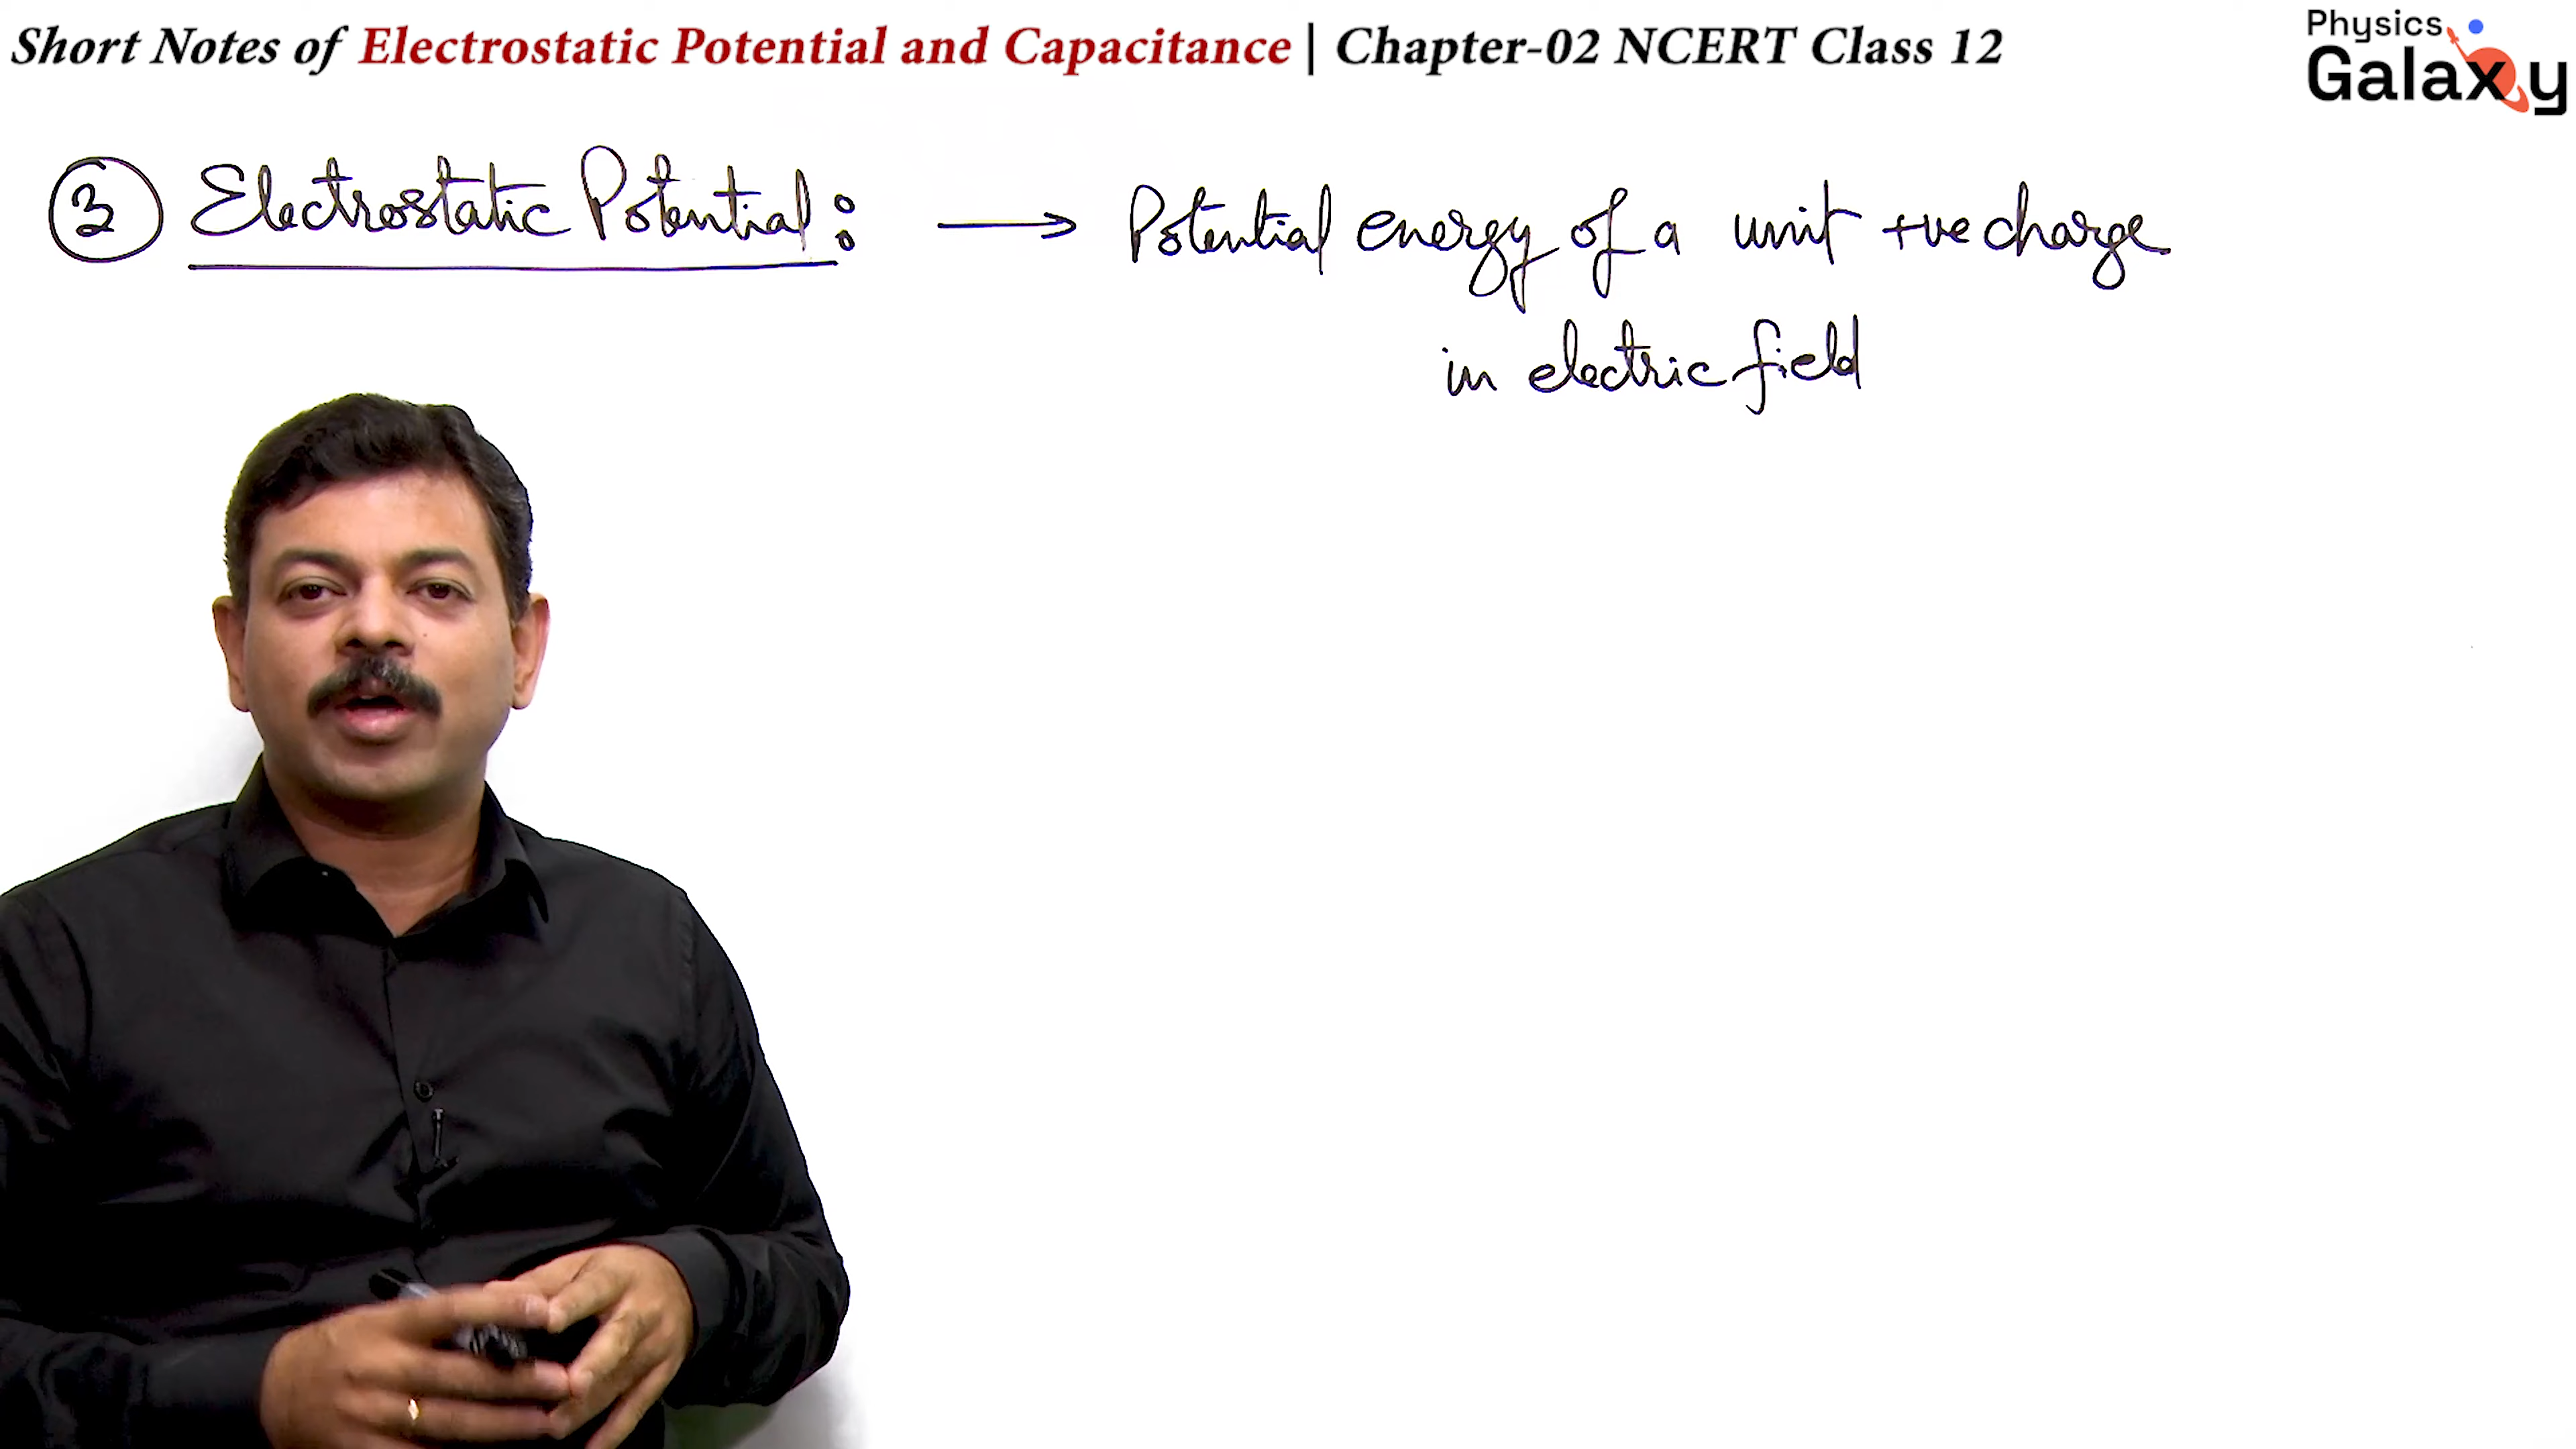 Short Notes of Electrostatic Potential and Capacitance | Chapter-02 NCERT Class 12
Physics
Galaxy
③ Electrostatic Potential : → Potential energy of a unit +ve charge
in electric field